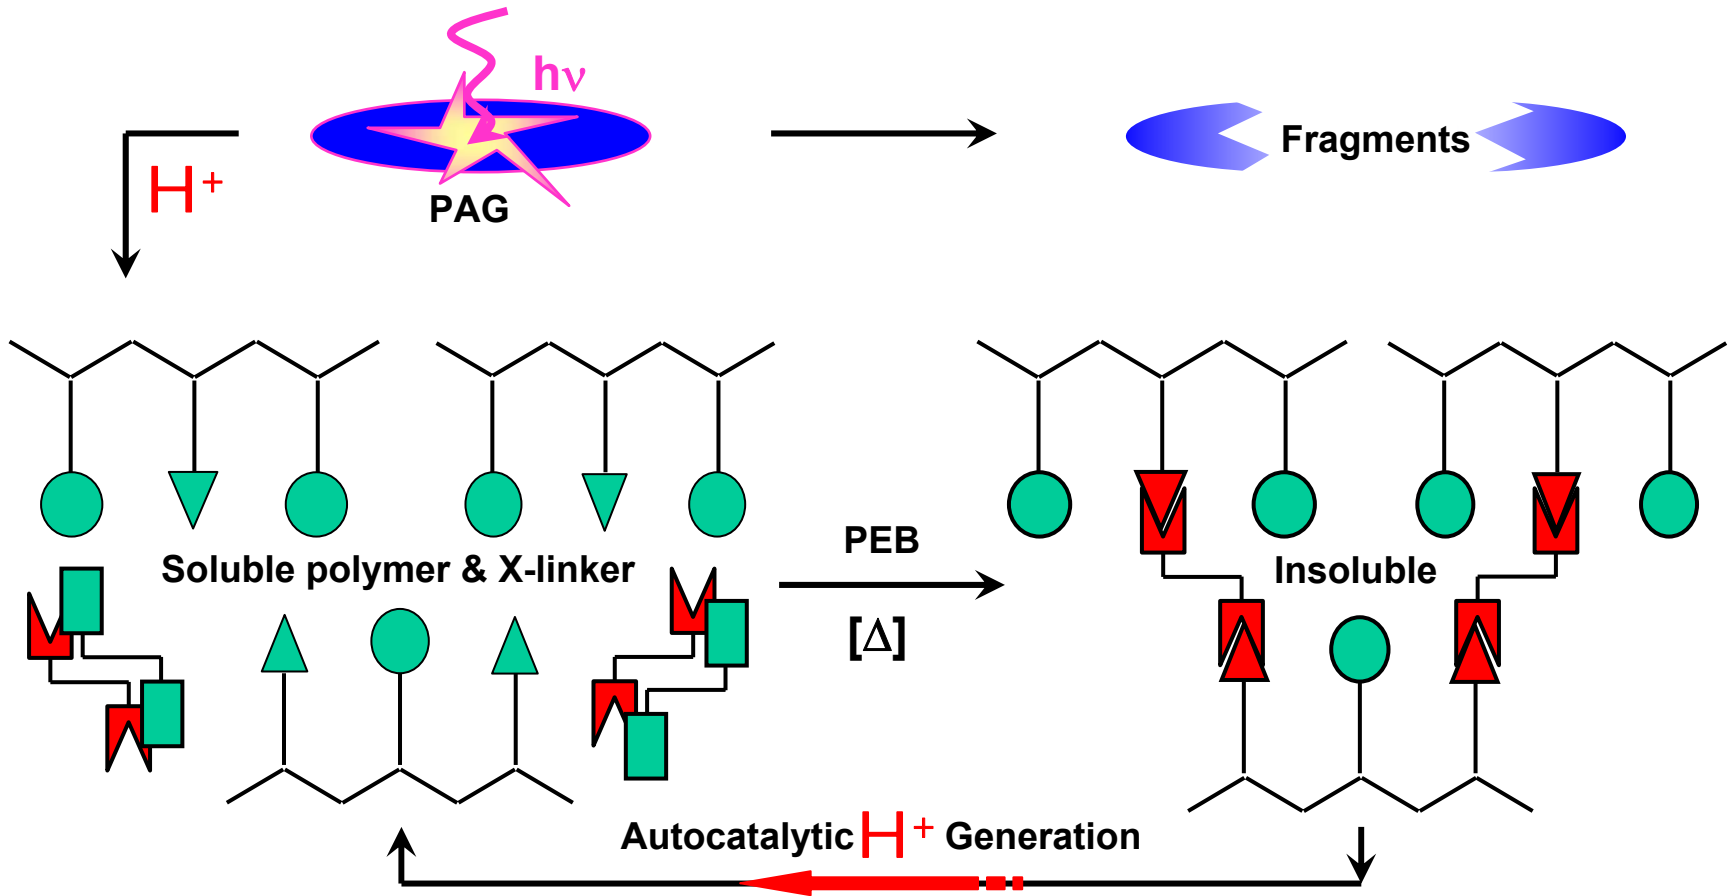 hν
H+
PAG
Fragments
Soluble polymer & X-linker
PEB
[Δ]
Insoluble
Autocatalytic H+ Generation